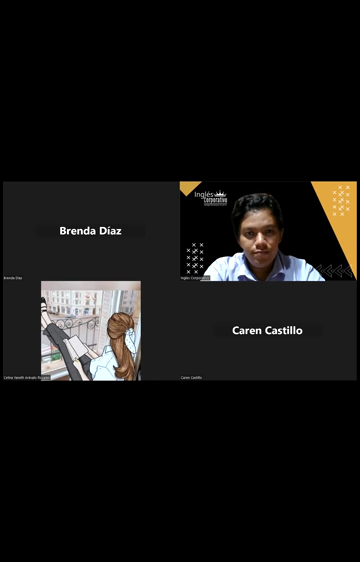 Brenda Díaz
Brenda Díaz
Inglés
Corporativo
Inglés Corporativo
Caren Castillo
Caren Castillo